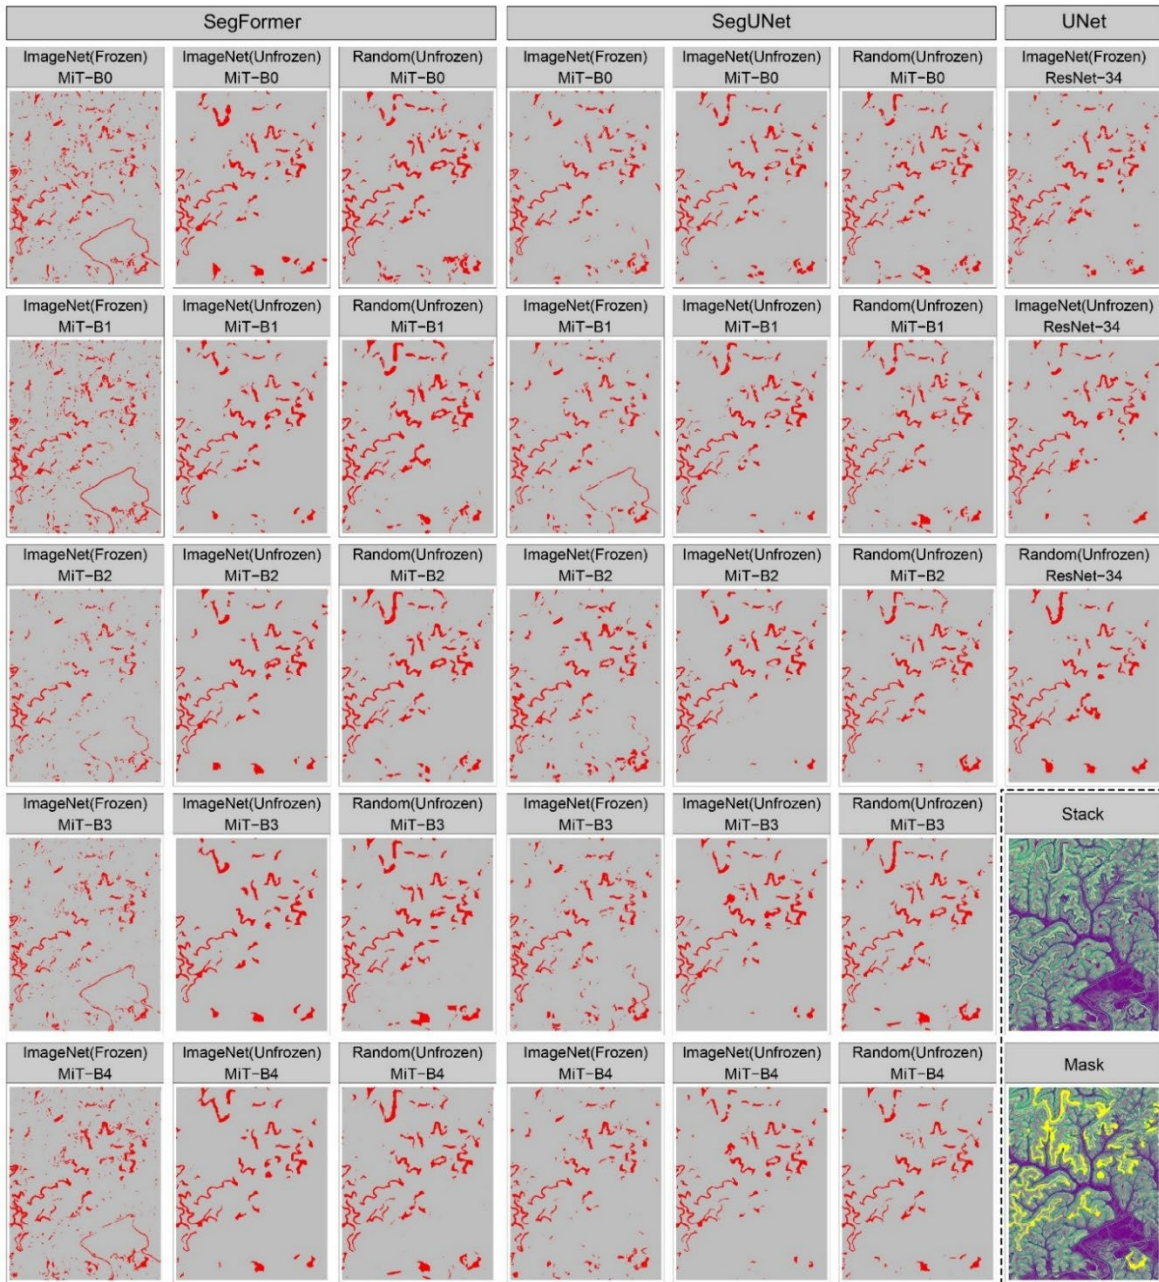 SegFormer SegUNet UNet
ImageNet(Frozen) ImageNet(Unfrozen) Random(Unfrozen) ImageNet(Frozen) ImageNet(Unfrozen) Random(Unfrozen) ImageNet(Frozen)
MiT-B0 MiT-B0 MiT-B0 MiT-B0 MiT-B0 MiT-B0 ResNet-34
ImageNet(Frozen) ImageNet(Unfrozen) Random(Unfrozen) ImageNet(Frozen) ImageNet(Unfrozen) Random(Unfrozen) ImageNet(Unfrozen)
MiT-B1 MiT-B1 MiT-B1 MiT-B1 MiT-B1 MiT-B1 ResNet-34
ImageNet(Frozen) ImageNet(Unfrozen) Random(Unfrozen) ImageNet(Frozen) ImageNet(Unfrozen) Random(Unfrozen) Random(Unfrozen)
MiT-B2 MiT-B2 MiT-B2 MiT-B2 MiT-B2 MiT-B2 ResNet-34
ImageNet(Frozen) ImageNet(Unfrozen) Random(Unfrozen) ImageNet(Frozen) ImageNet(Unfrozen) Random(Unfrozen) Stack
MiT-B3 MiT-B3 MiT-B3 MiT-B3 MiT-B3 MiT-B3
ImageNet(Frozen) ImageNet(Unfrozen) Random(Unfrozen) ImageNet(Frozen) ImageNet(Unfrozen) Random(Unfrozen) Mask
MiT-B4 MiT-B4 MiT-B4 MiT-B4 MiT-B4 MiT-B4